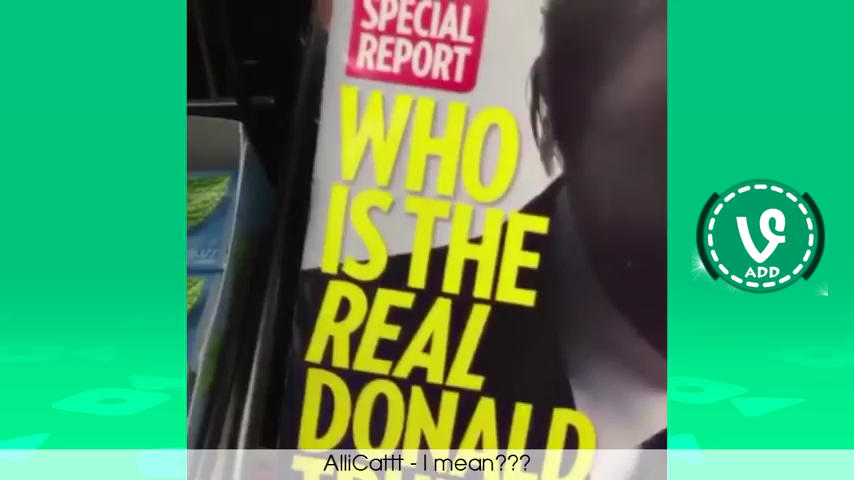 SPECIAL
REPORT
WHO
IS THE
REAL
DONALD
ADD
AlliCattt - I mean???